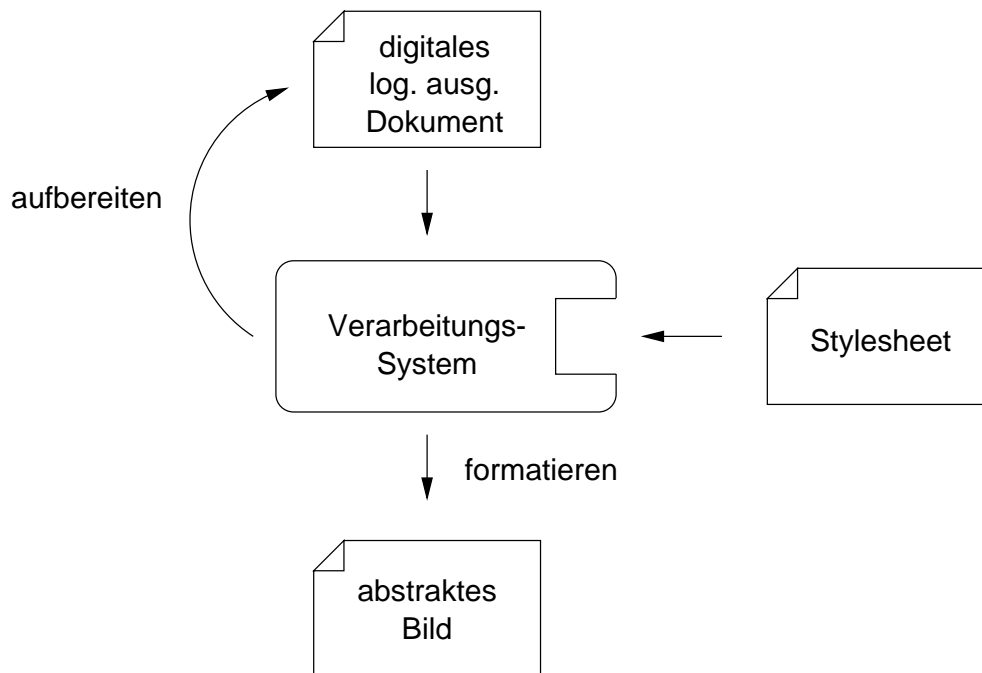 digitales
log. ausg.
Dokument
aufbereiten
Verarbeitungs-
System
Stylesheet
formatieren
abstraktes
Bild